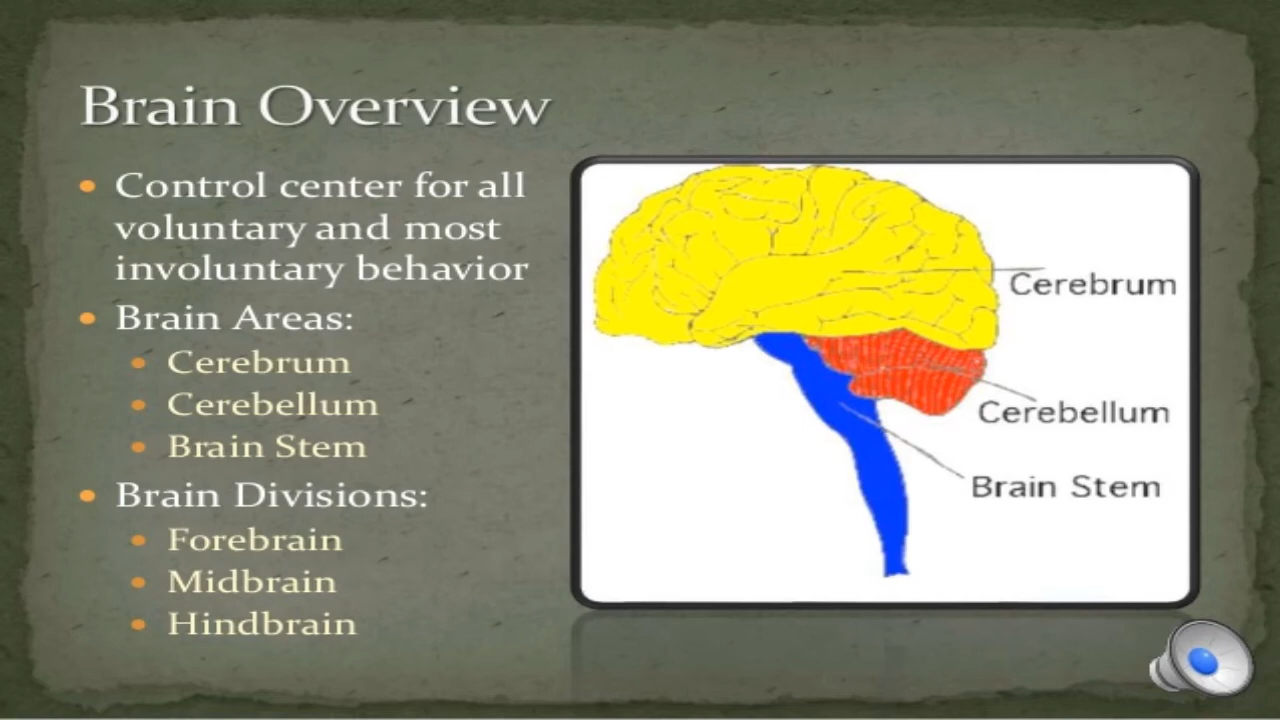 Brain Overview
• Control center for all
voluntary and most
involuntary behavior
• Brain Areas:
• Cerebrum
• Cerebellum
• Brain Stem
• Brain Divisions:
• Forebrain
• Midbrain
• Hindbrain
Cerebrum
Cerebellum
Brain Stem